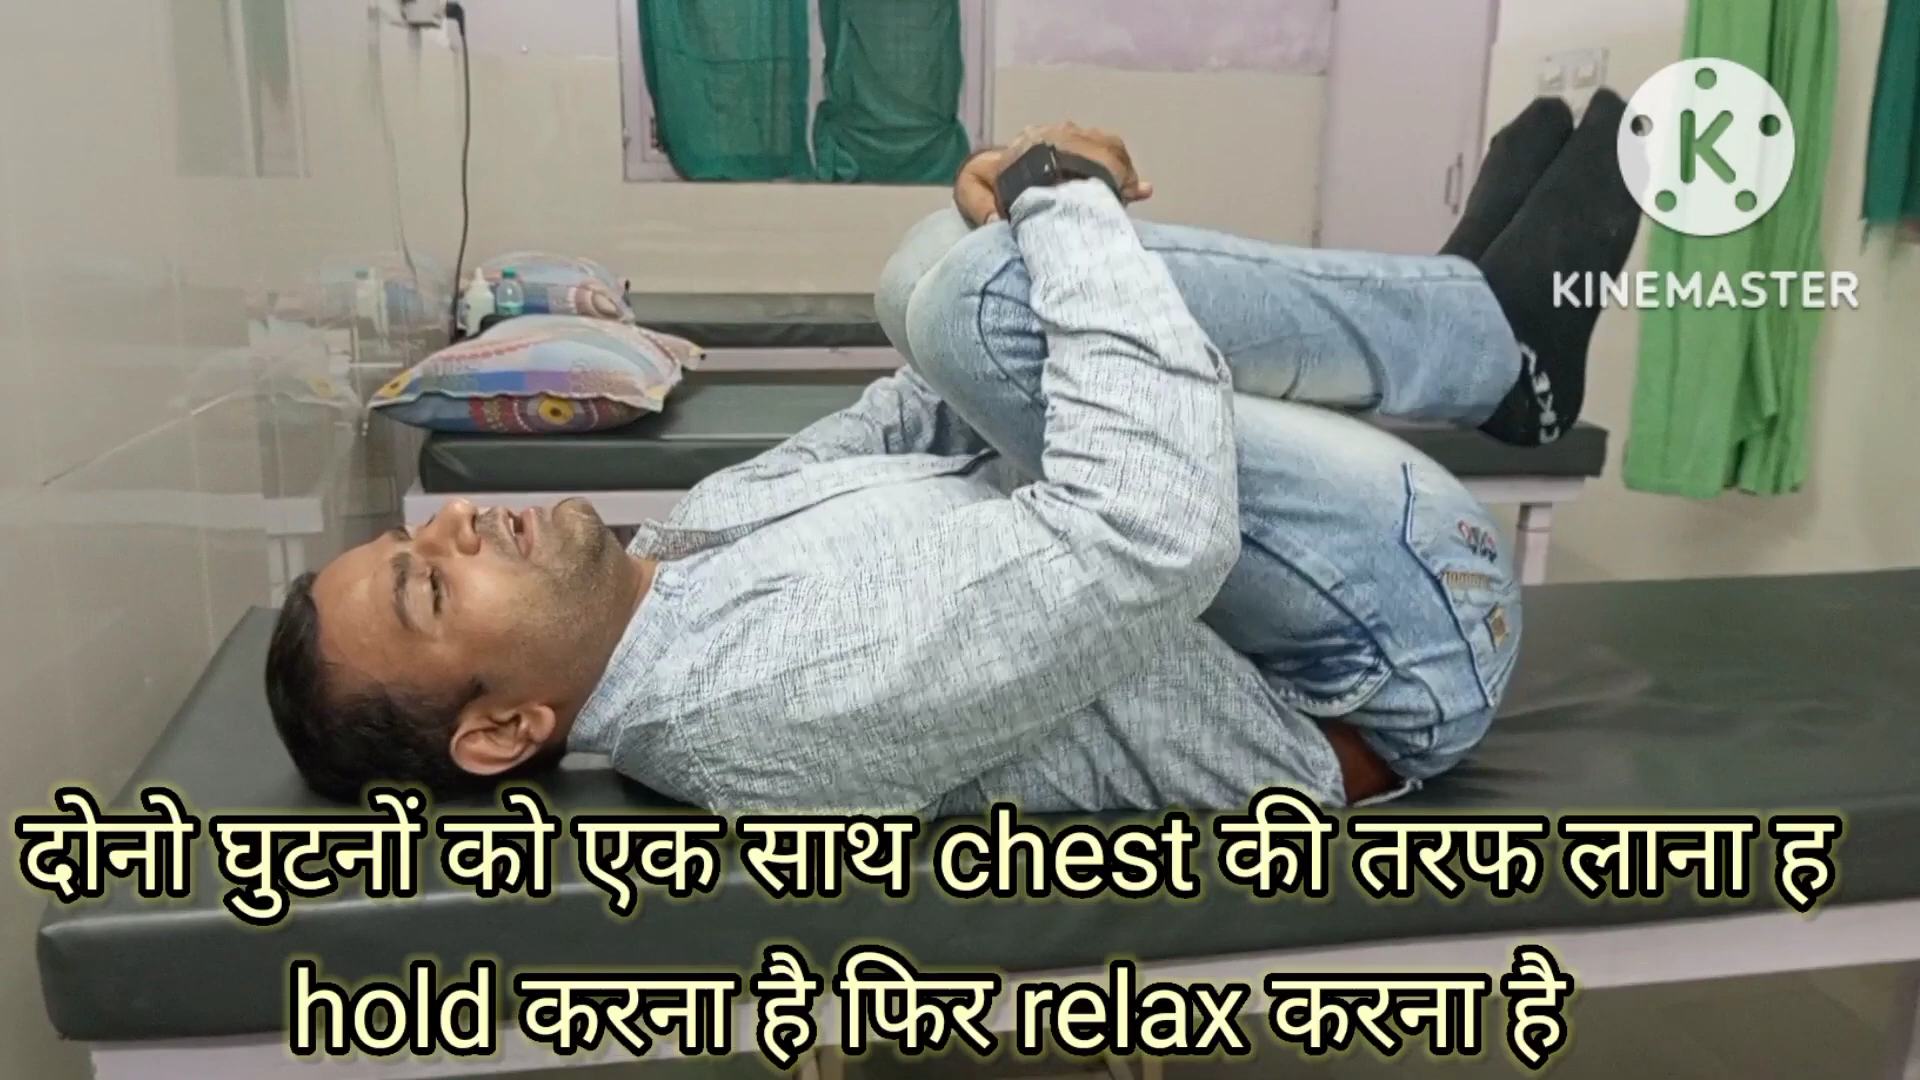 K
KINEMASTER
दोनो घुटनों को एक साथ chest की तरफ लाना ह
hold करना है फिर relax करना है